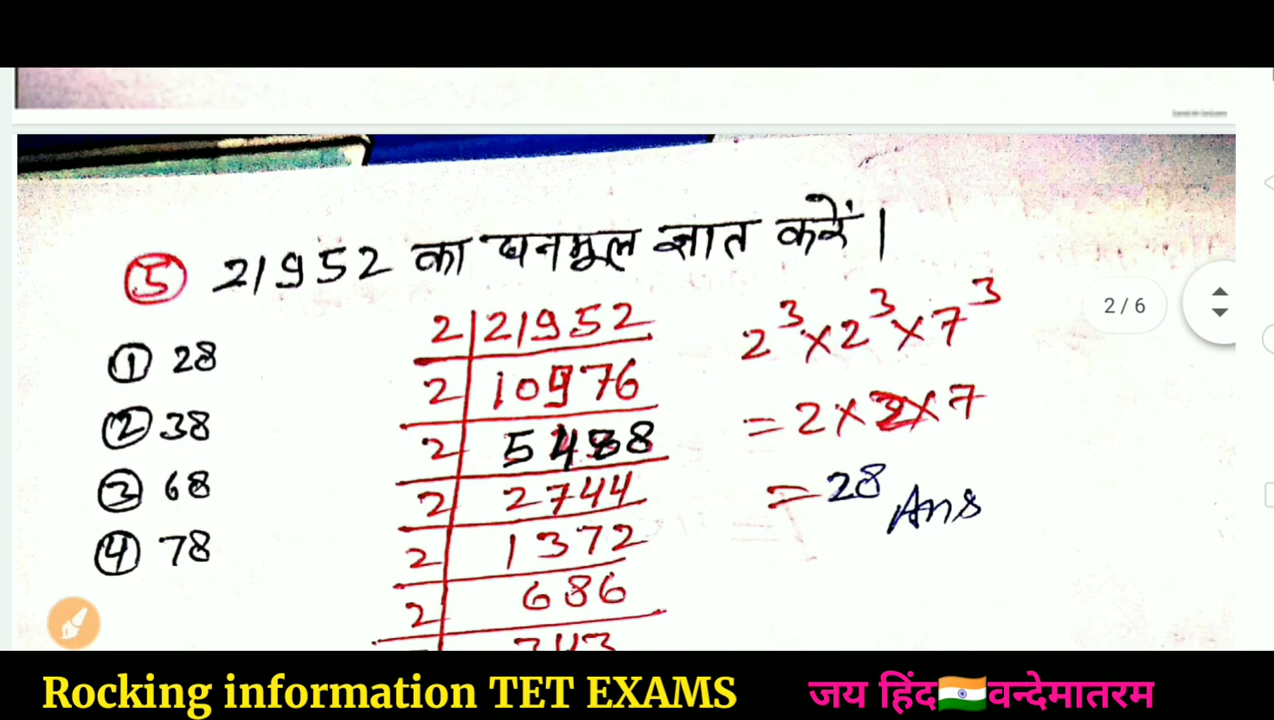 ⑤ 21952 का घनमूल ज्ञात करें।
① 28
② 38
③ 68
④ 78
2 | 21952
2 | 10976
2 | 5488
2 | 2744
2 | 1372
2 | 686
343
2³×2³×7³
= 2×2×7
= 28 Ans
2 / 6
Rocking information TET EXAMS जय हिंद🇮🇳वन्देमातरम